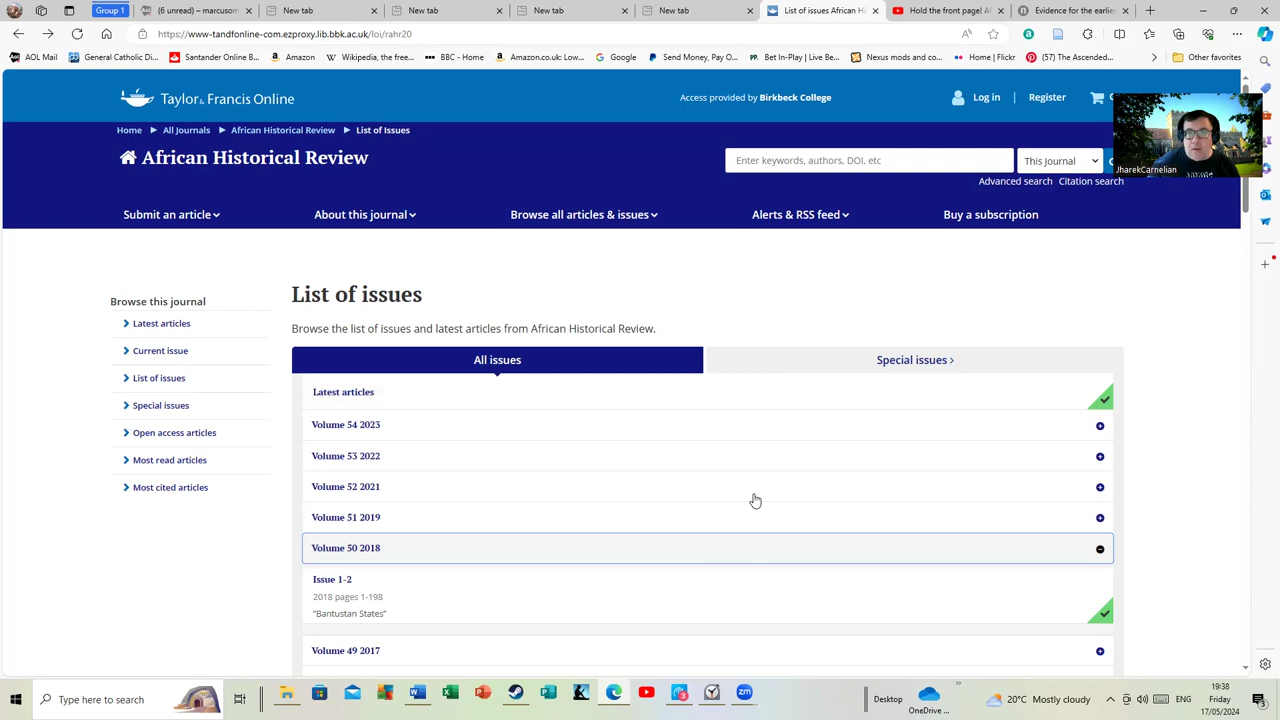 Group 1
(6 unread) - marcusom
New tab
New tab
New tab
List of issues African Hi
Hold the front page! A
Evidence for the earlies
https://www-tandfonline-com.ezproxy.lib.bbk.ac.uk/loi/rahr20
AOL Mail
General Catholic Di...
Santander Online B...
Amazon
Wikipedia, the free...
BBC - Home
Amazon.co.uk: Low...
Google
Send Money, Pay O...
Bet In-Play | Live Be...
Nexus mods and co...
Home | Flickr
(17) The Ascended...
Other favorites
Taylor & Francis Online
Access provided by Birkbeck College
Log in
Register
Home
All Journals
African Historical Review
List of Issues
African Historical Review
Enter keywords, authors, DOI, etc
This Journal
Advanced search
Citation search
JharekCarnelian
Submit an article
About this journal
Browse all articles & issues
Alerts & RSS feed
Buy a subscription
List of issues
Browse this journal
Latest articles
Current issue
List of issues
Special issues
Open access articles
Most read articles
Most cited articles
Browse the list of issues and latest articles from African Historical Review.
All issues
Special issues
Latest articles
Volume 54 2023
Volume 53 2022
Volume 52 2021
Volume 51 2019
Volume 50 2018
Issue 1-2
2018 pages 1-198
“Bantustan States”
Volume 49 2017
Type here to search
Desktop
OneDrive ...
20°C Mostly cloudy
ENG
19:38
Friday
17/05/2024